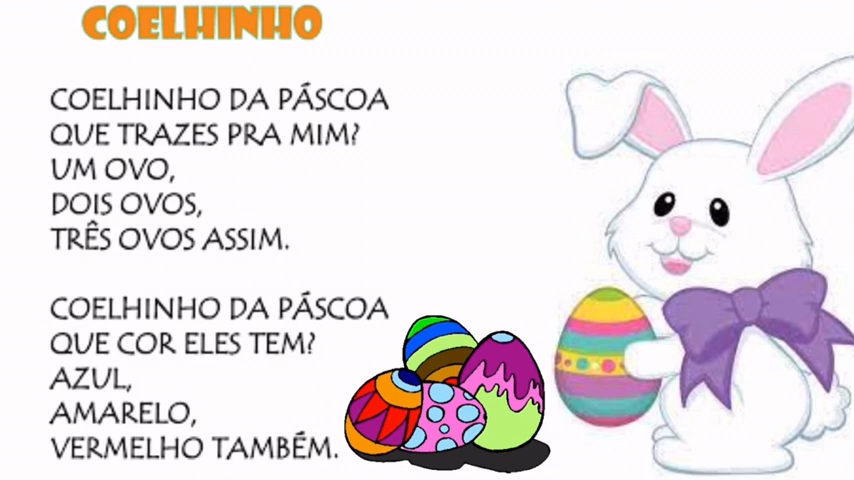 COELHINHO
COELHINHO DA PÁSCOA
QUE TRAZES PRA MIM?
UM OVO,
DOIS OVOS,
TRÊS OVOS ASSIM.
COELHINHO DA PÁSCOA
QUE COR ELES TEM?
AZUL,
AMARELO,
VERMELHO TAMBÉM.